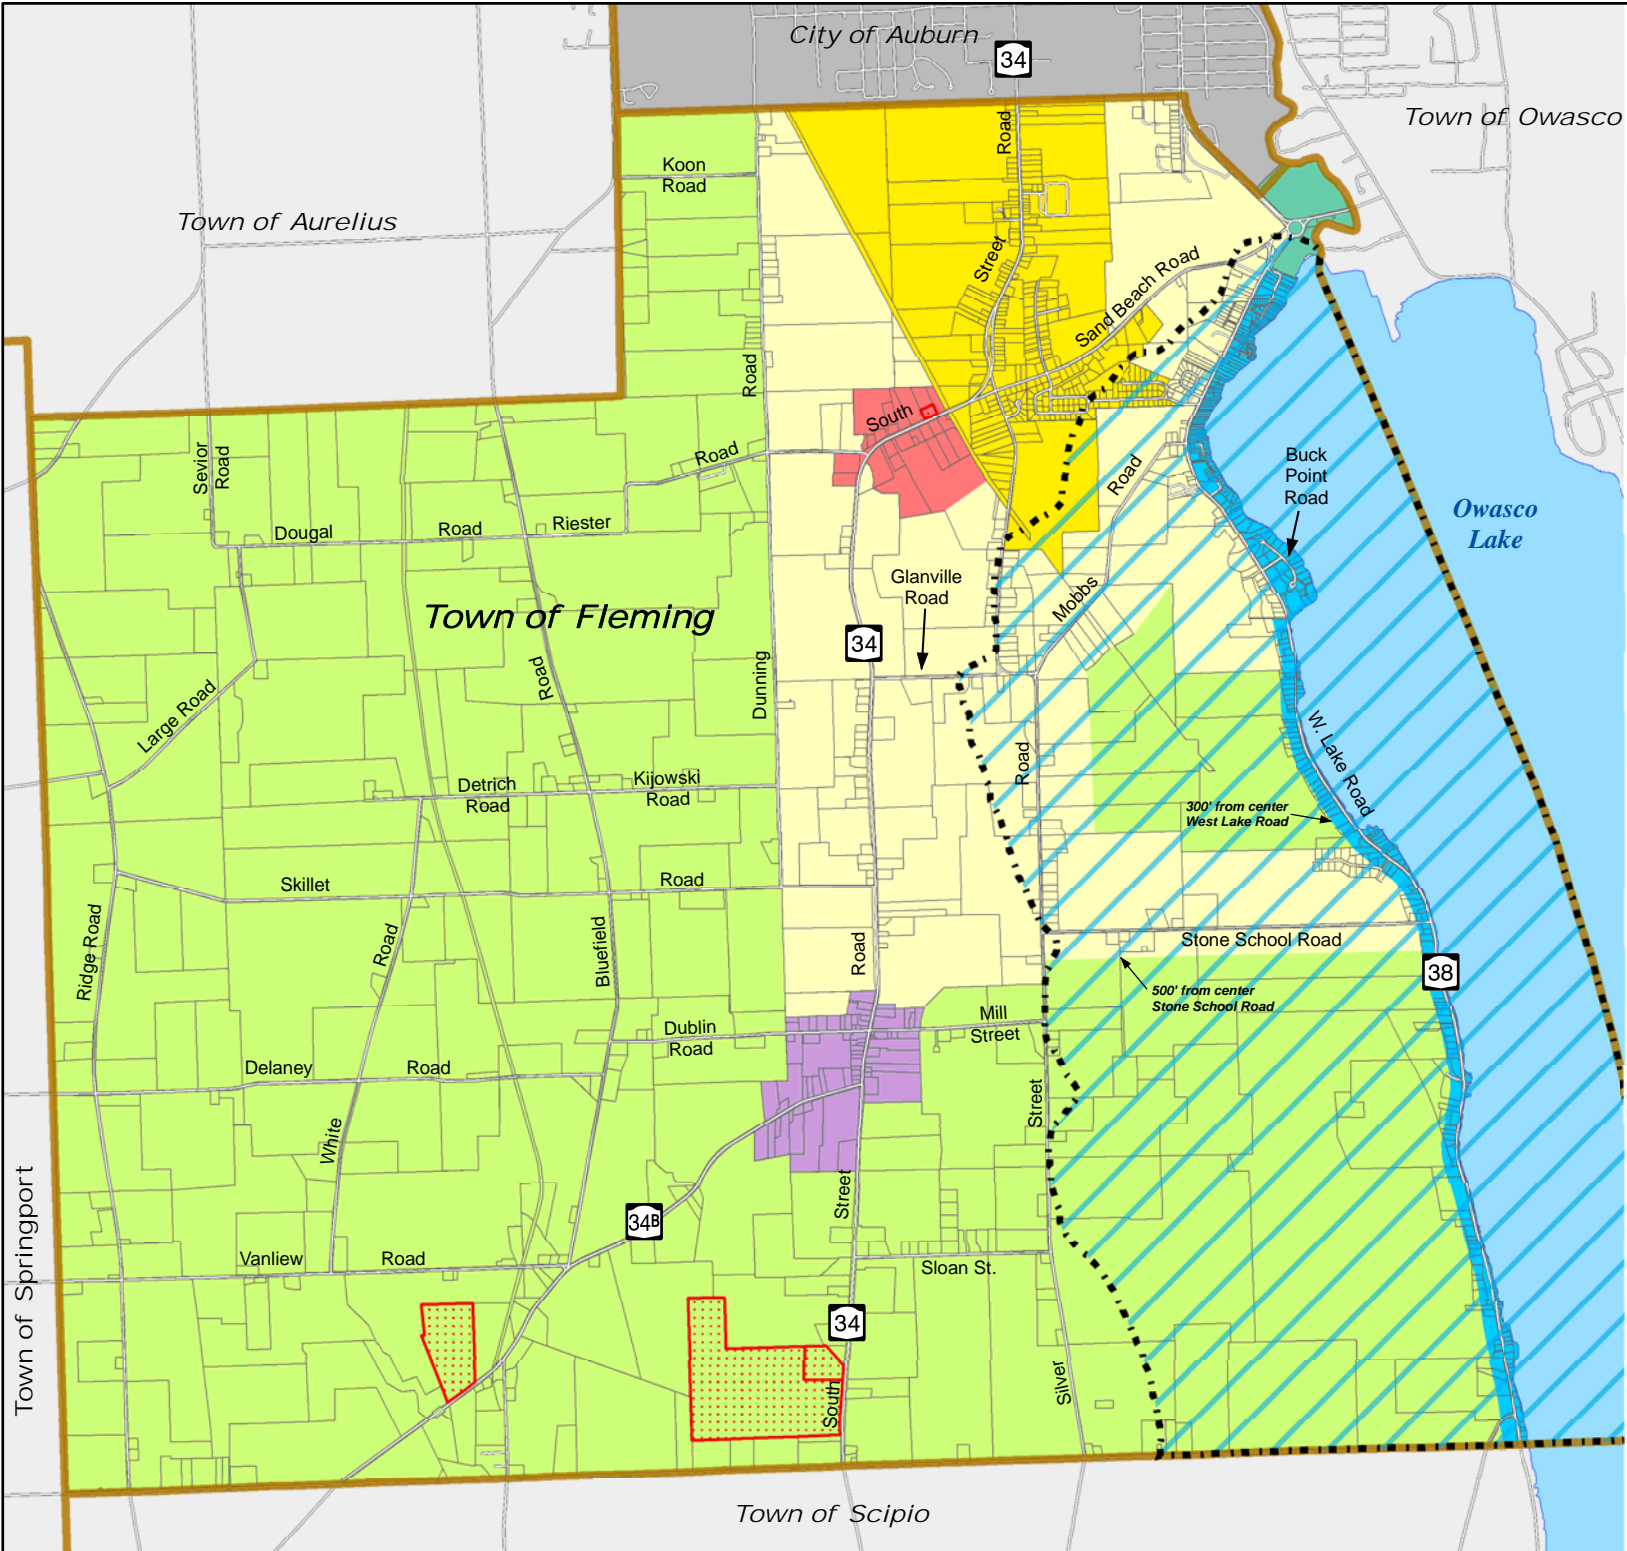 City of Auburn
34
Town of Owasco
Road
Koon
Road
Town of Aurelius
Street
Sand Beach Road
Road
South
Sevior
Road
Road
Road
Buck
Point
Road
Owasco
Lake
Dougal
Road
Riester
Glanville
Road
Mobbs
Town of Fleming
34
Road
Dunning
Large Road
W. Lake Road
Road
Detrich
Road
Kijowski
Road
300' from center
West Lake Road
Skillet
Road
Ridge Road
Road
Bluefield
Road
Stone School Road
38
500' from center
Stone School Road
Dublin
Road
Mill
Street
Delaney
Road
Street
White
Street
Town of Springport
34B
Vanliew
Road
Sloan St.
34
South
Silver
Town of Scipio